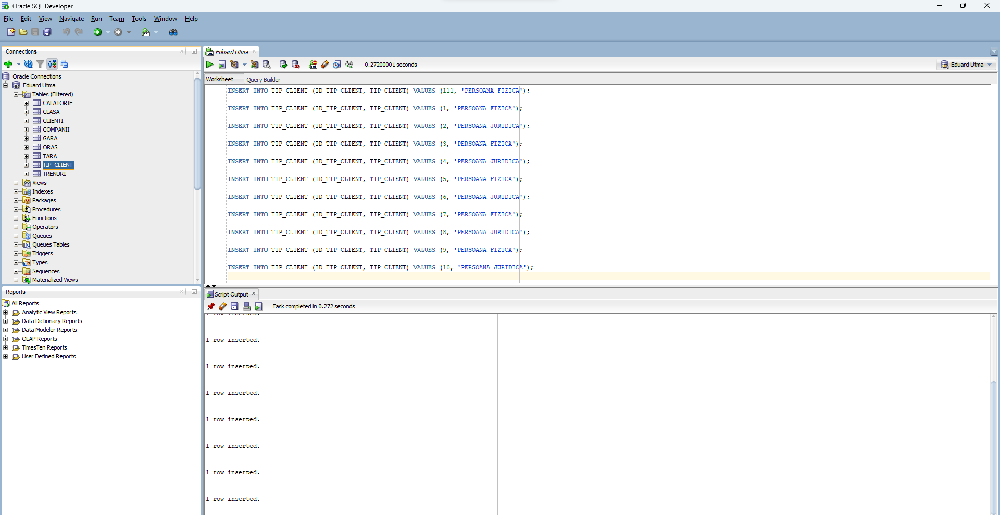 Oracle SQL Developer
File Edit View Navigate Run Team Tools Window Help
Connections
Oracle Connections
Eduard Utma
Tables (Filtered)
CALATORIE
CLASA
CLIENTI
COMPANII
GARA
ORAS
TARA
TIP_CLIENT
TRENURI
Views
Indexes
Packages
Procedures
Functions
Operators
Queues
Queues Tables
Triggers
Types
Sequences
Materialized Views
Reports
All Reports
Analytic View Reports
Data Dictionary Reports
Data Modeler Reports
OLAP Reports
TimesTen Reports
User Defined Reports
Eduard Utma
0.27200001 seconds
Eduard Utma
Worksheet Query Builder
INSERT INTO TIP_CLIENT (ID_TIP_CLIENT, TIP_CLIENT) VALUES (111, 'PERSOANA FIZICA');
INSERT INTO TIP_CLIENT (ID_TIP_CLIENT, TIP_CLIENT) VALUES (1, 'PERSOANA FIZICA');
INSERT INTO TIP_CLIENT (ID_TIP_CLIENT, TIP_CLIENT) VALUES (2, 'PERSOANA JURIDICA');
INSERT INTO TIP_CLIENT (ID_TIP_CLIENT, TIP_CLIENT) VALUES (3, 'PERSOANA FIZICA');
INSERT INTO TIP_CLIENT (ID_TIP_CLIENT, TIP_CLIENT) VALUES (4, 'PERSOANA JURIDICA');
INSERT INTO TIP_CLIENT (ID_TIP_CLIENT, TIP_CLIENT) VALUES (5, 'PERSOANA FIZICA');
INSERT INTO TIP_CLIENT (ID_TIP_CLIENT, TIP_CLIENT) VALUES (6, 'PERSOANA JURIDICA');
INSERT INTO TIP_CLIENT (ID_TIP_CLIENT, TIP_CLIENT) VALUES (7, 'PERSOANA FIZICA');
INSERT INTO TIP_CLIENT (ID_TIP_CLIENT, TIP_CLIENT) VALUES (8, 'PERSOANA JURIDICA');
INSERT INTO TIP_CLIENT (ID_TIP_CLIENT, TIP_CLIENT) VALUES (9, 'PERSOANA FIZICA');
INSERT INTO TIP_CLIENT (ID_TIP_CLIENT, TIP_CLIENT) VALUES (10, 'PERSOANA JURIDICA');
Script Output
Task completed in 0.272 seconds
1 row inserted.
1 row inserted.
1 row inserted.
1 row inserted.
1 row inserted.
1 row inserted.
1 row inserted.
1 row inserted.